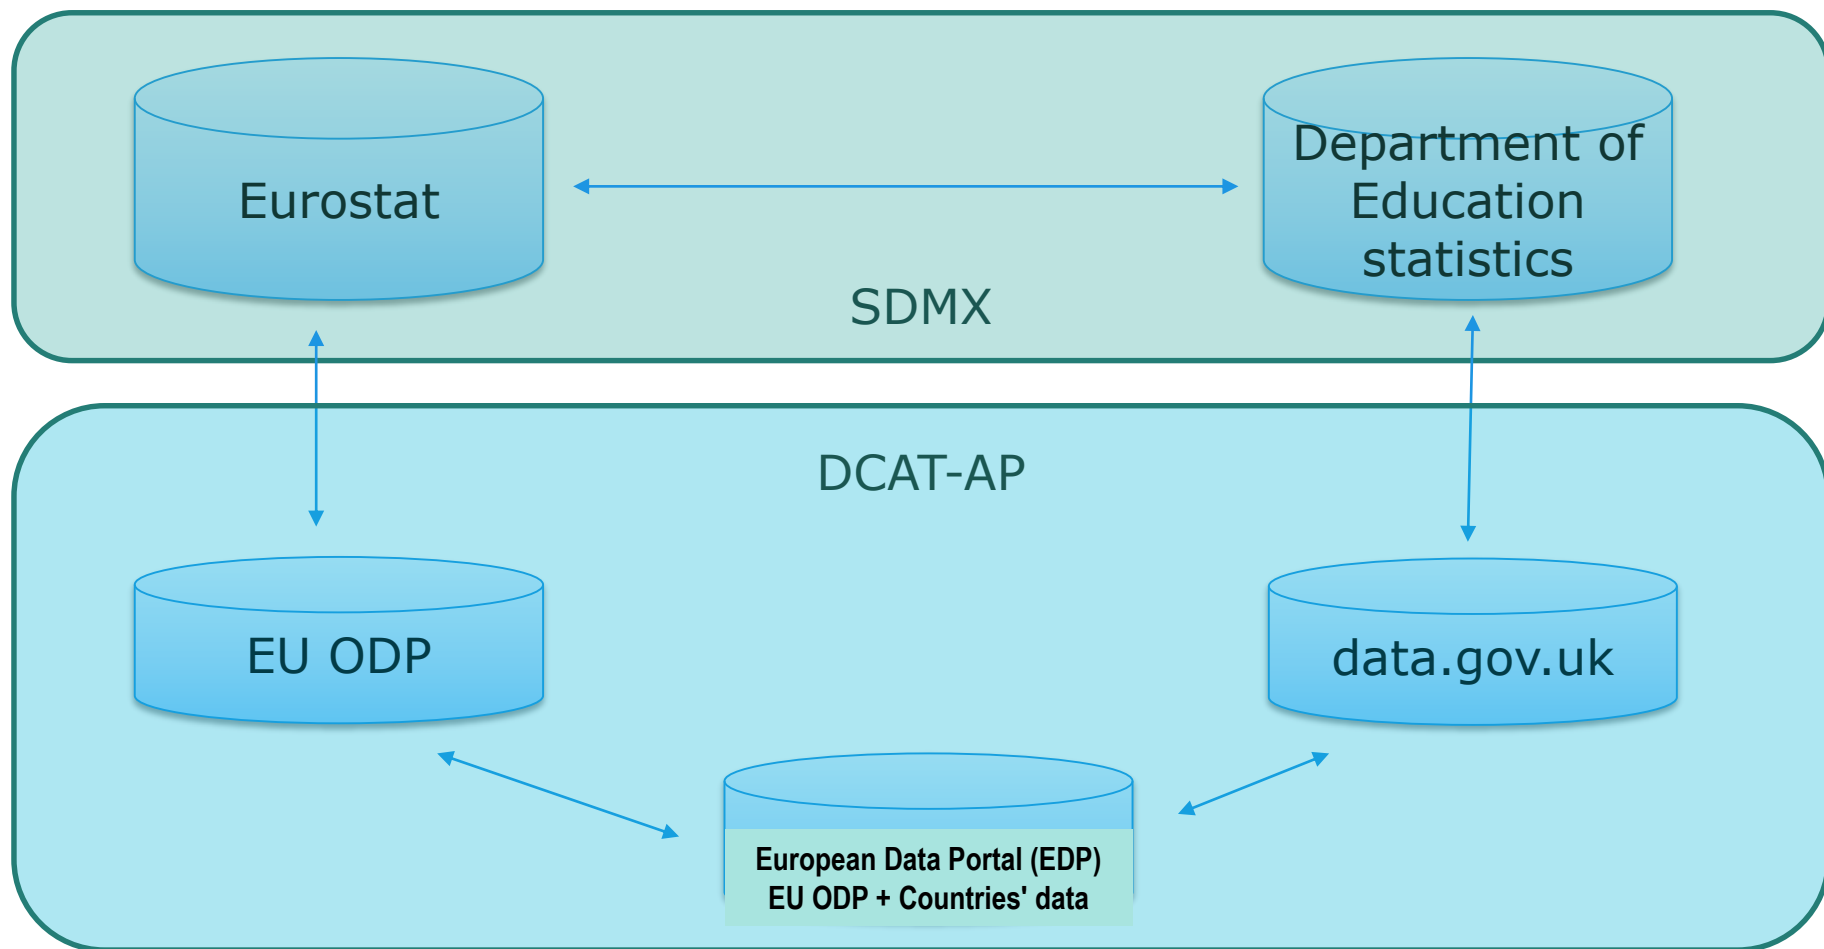 Eurostat
Department of
Education
statistics
SDMX
DCAT-AP
EU ODP
data.gov.uk
European Data Portal (EDP)
EU ODP + Countries' data